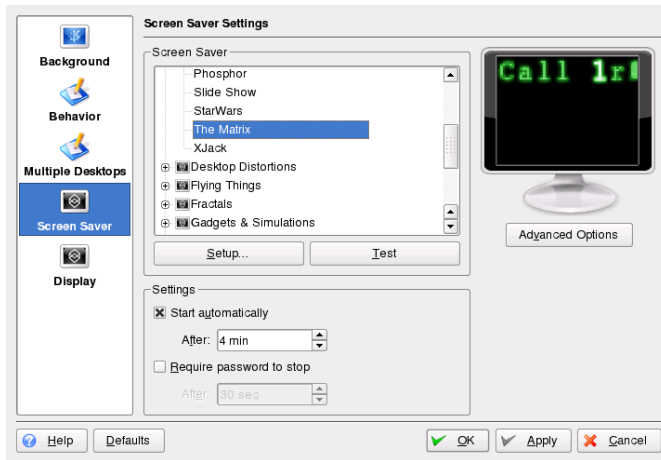 Screen Saver Settings
Background
Behavior
Multiple Desktops
Screen Saver
Display
Screen Saver
Phosphor
Slide Show
StarWars
The Matrix
XJack
Desktop Distortions
Flying Things
Fractals
Gadgets & Simulations
Setup...
Test
Call 1r
Advanced Options
Settings
Start automatically
After: 4 min
Require password to stop
After: 30 sec
Help
Defaults
OK
Apply
Cancel